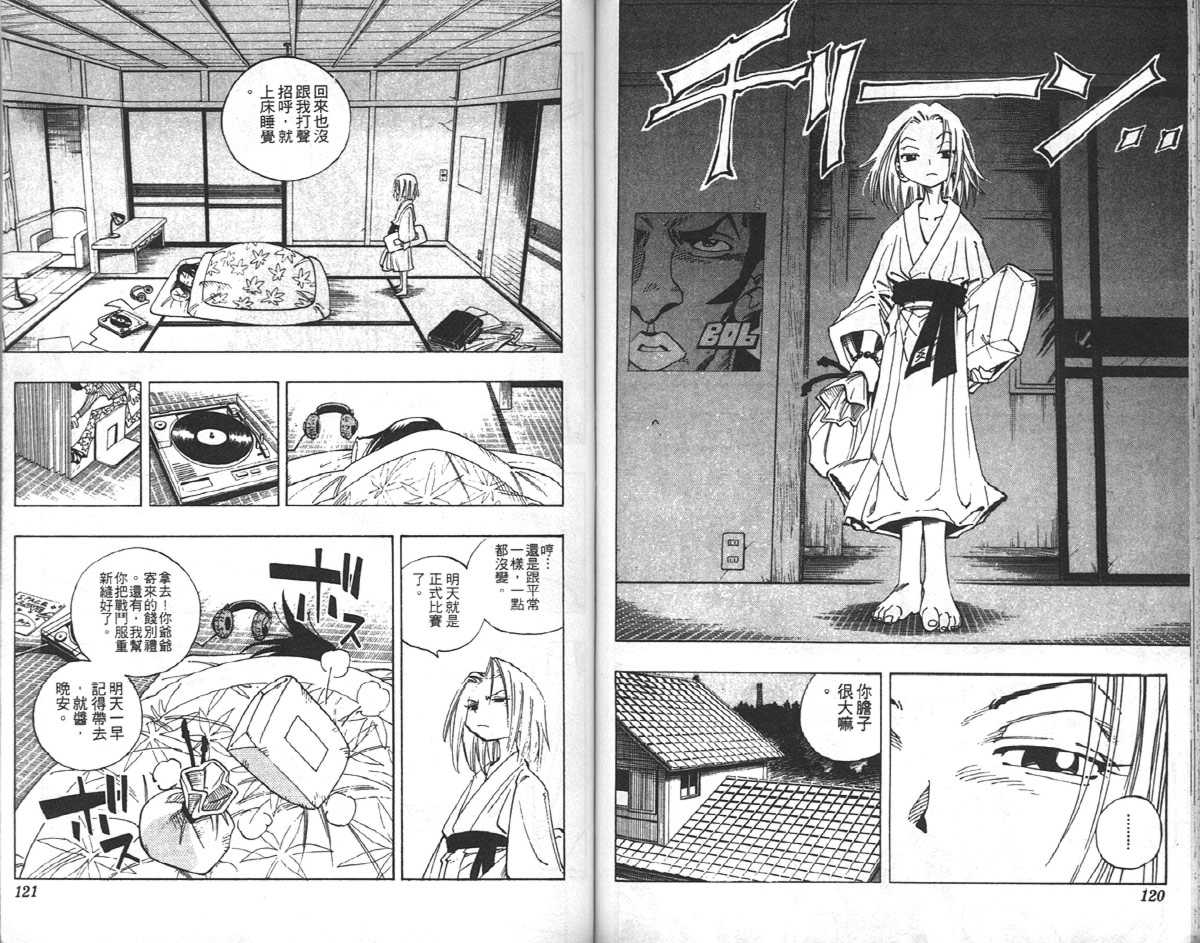 チリーン…
BOB
………
你膽子
很大嘛
。
120
回來也沒
跟我打聲
招呼，就
上床睡覺
。
哼…
還是跟平常
一樣，一點
都沒變。
明天就是
正式比賽
了。
ボス
拿去！你爺爺
寄來的餞別禮
。還有，我幫
你把戰鬥服重
新縫好了。
明天一早
記得帶去
，就醬，
晚安。
ボス
121